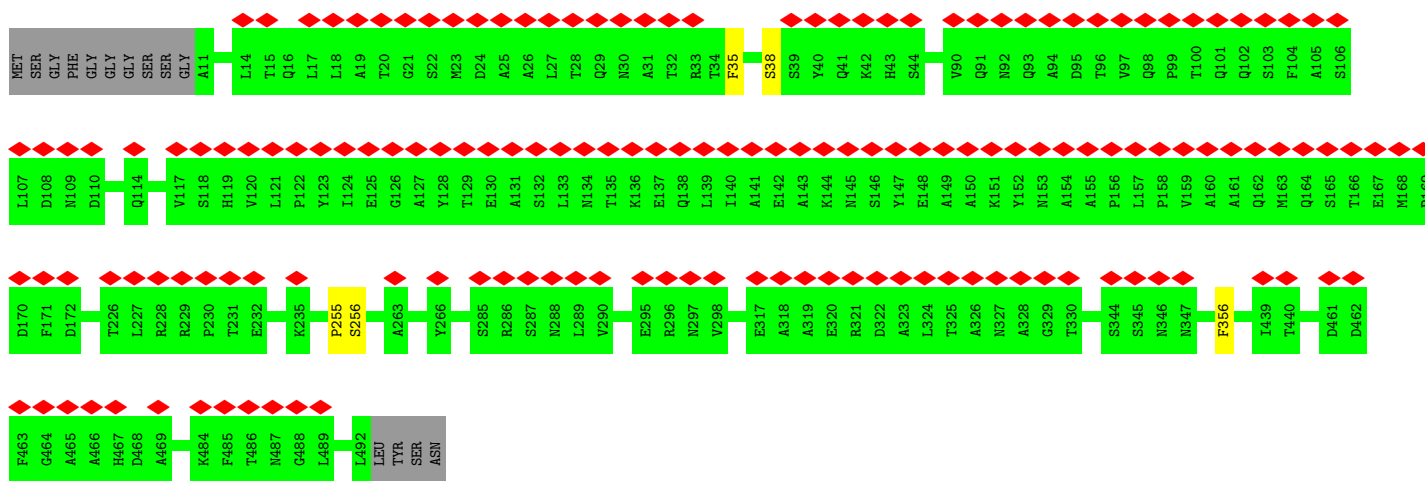 MET SER GLY PHE GLY GLY GLY SER SER GLY A11 L14 T15 Q16 L17 L18 A19 T20 G21 S22 M23 D24 A25 A26 L27 T28 Q29 N30 A31 T32 R33 T34 F35 S38 S39 Y40 Q41 K42 H43 S44 V90 Q91 N92 Q93 A94 D95 T96 V97 Q98 P99 T100 Q101 Q102 S103 F104 A105 S106
L107 D108 N109 D110 Q114 V117 S118 H119 V120 L121 P122 Y123 I124 E125 G126 A127 Y128 T129 E130 A131 S132 L133 N134 T135 K136 E137 Q138 L139 I140 A141 E142 A143 K144 N145 S146 Y147 E148 A149 A150 K151 Y152 N153 A154 A155 P156 L157 P158 V159 A160 A161 Q162 M163 Q164 S165 T166 E167 M168
D170 F171 D172 T226 L227 R228 R229 P230 T231 E232 K235 P255 S256 A263 Y266 S285 R286 S287 N288 L289 V290 E295 R296 N297 V298 E317 A318 A319 E320 R321 D322 A323 L324 T325 A326 N327 A328 G329 T330 S344 S345 N346 N347 F356 I439 T440 D461 D462
F463 G464 A465 A466 H467 D468 A469 K484 F485 T486 N487 G488 L489 L492 LEU TYR SER ASN